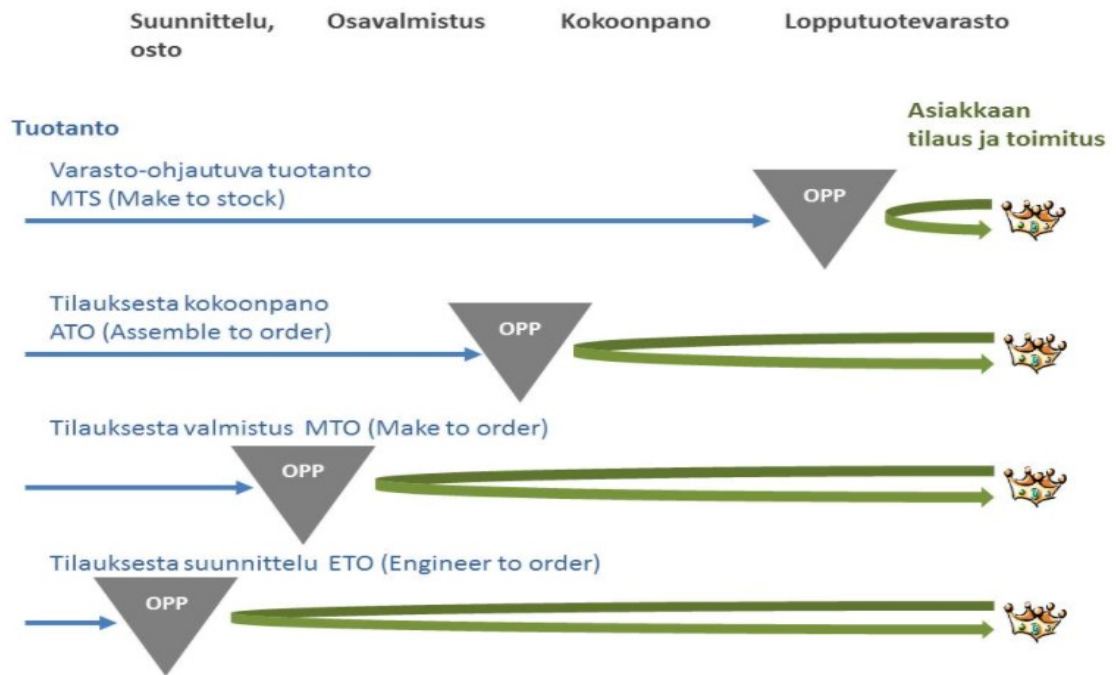 Suunnittelu,
osto
Osavalmistus
Kokoonpano
Lopputuotevarasto
Asiakkaan
tilaus ja toimitus
Tuotanto
Varasto-ohjautuva tuotanto
MTS (Make to stock)
OPP
Tilauksesta kokoonpano
ATO (Assemble to order)
OPP
Tilauksesta valmistus MTO (Make to order)
OPP
Tilauksesta suunnittelu ETO (Engineer to order)
OPP